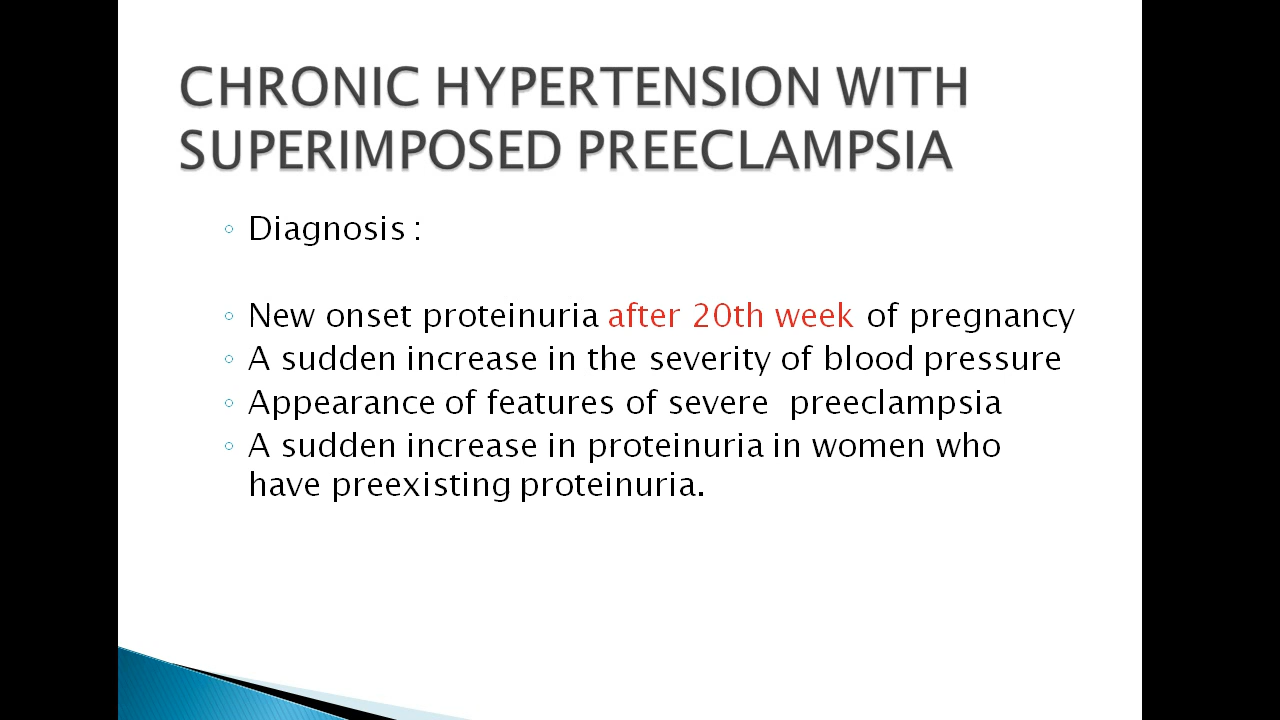 CHRONIC HYPERTENSION WITH
SUPERIMPOSED PREECLAMPSIA
◦ Diagnosis :
◦ New onset proteinuria after 20th week of pregnancy
◦ A sudden increase in the severity of blood pressure
◦ Appearance of features of severe  preeclampsia
◦ A sudden increase in proteinuria in women who
have preexisting proteinuria.